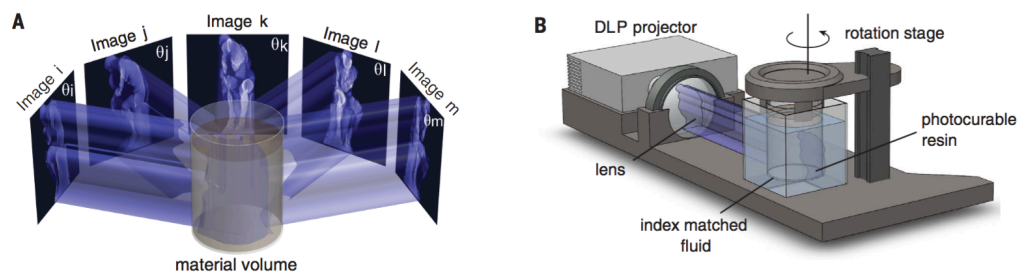 A
Image i
θi
Image j
θj
Image k
θk
Image l
θl
Image m
θm
material volume
B
DLP projector
rotation stage
photocurable
resin
lens
index matched
fluid